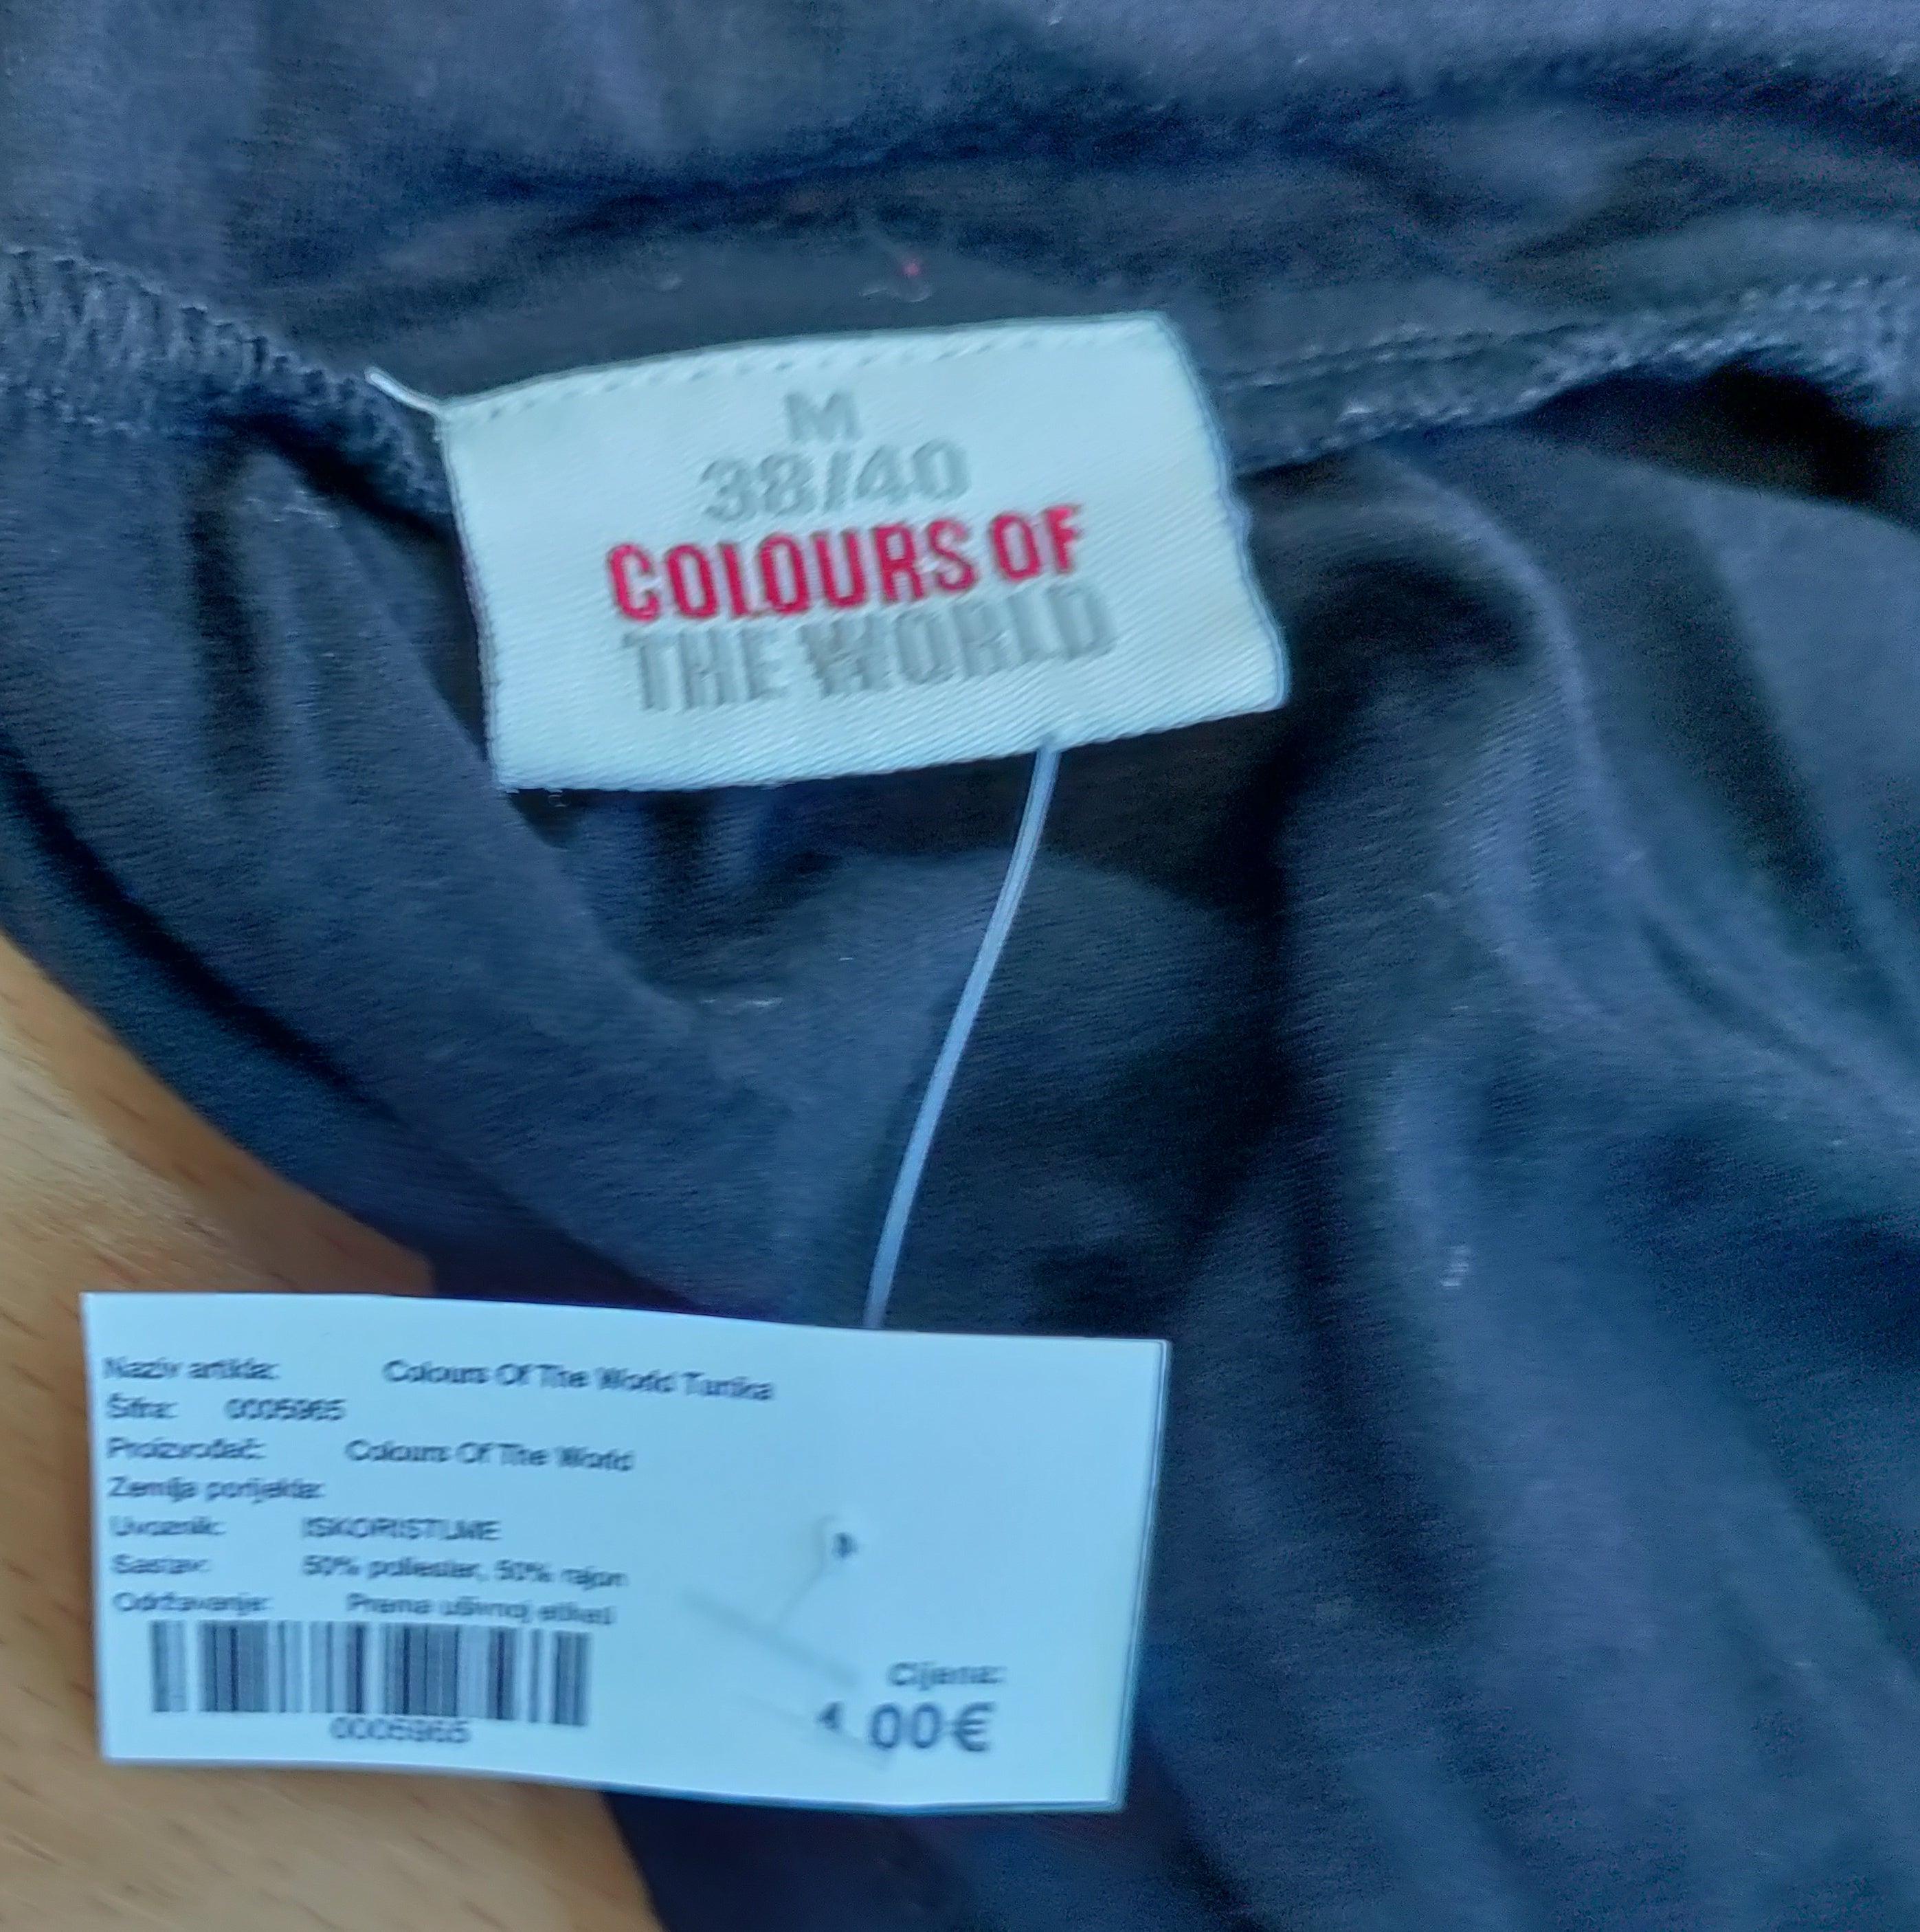 M
38/40
COLOURS OF
THE WORLD
Naziv artikla: Colours Of The World Tunika
Šifra: 0005965
Proizvođač: Colours Of The World
Zemlja porijekla:
Uvoznik: ISKORISTI.ME
Sastav: 50% poliester, 50% rajon
Održavanje: Prema ušivnoj etiketi
0005965
Cijena:
00€